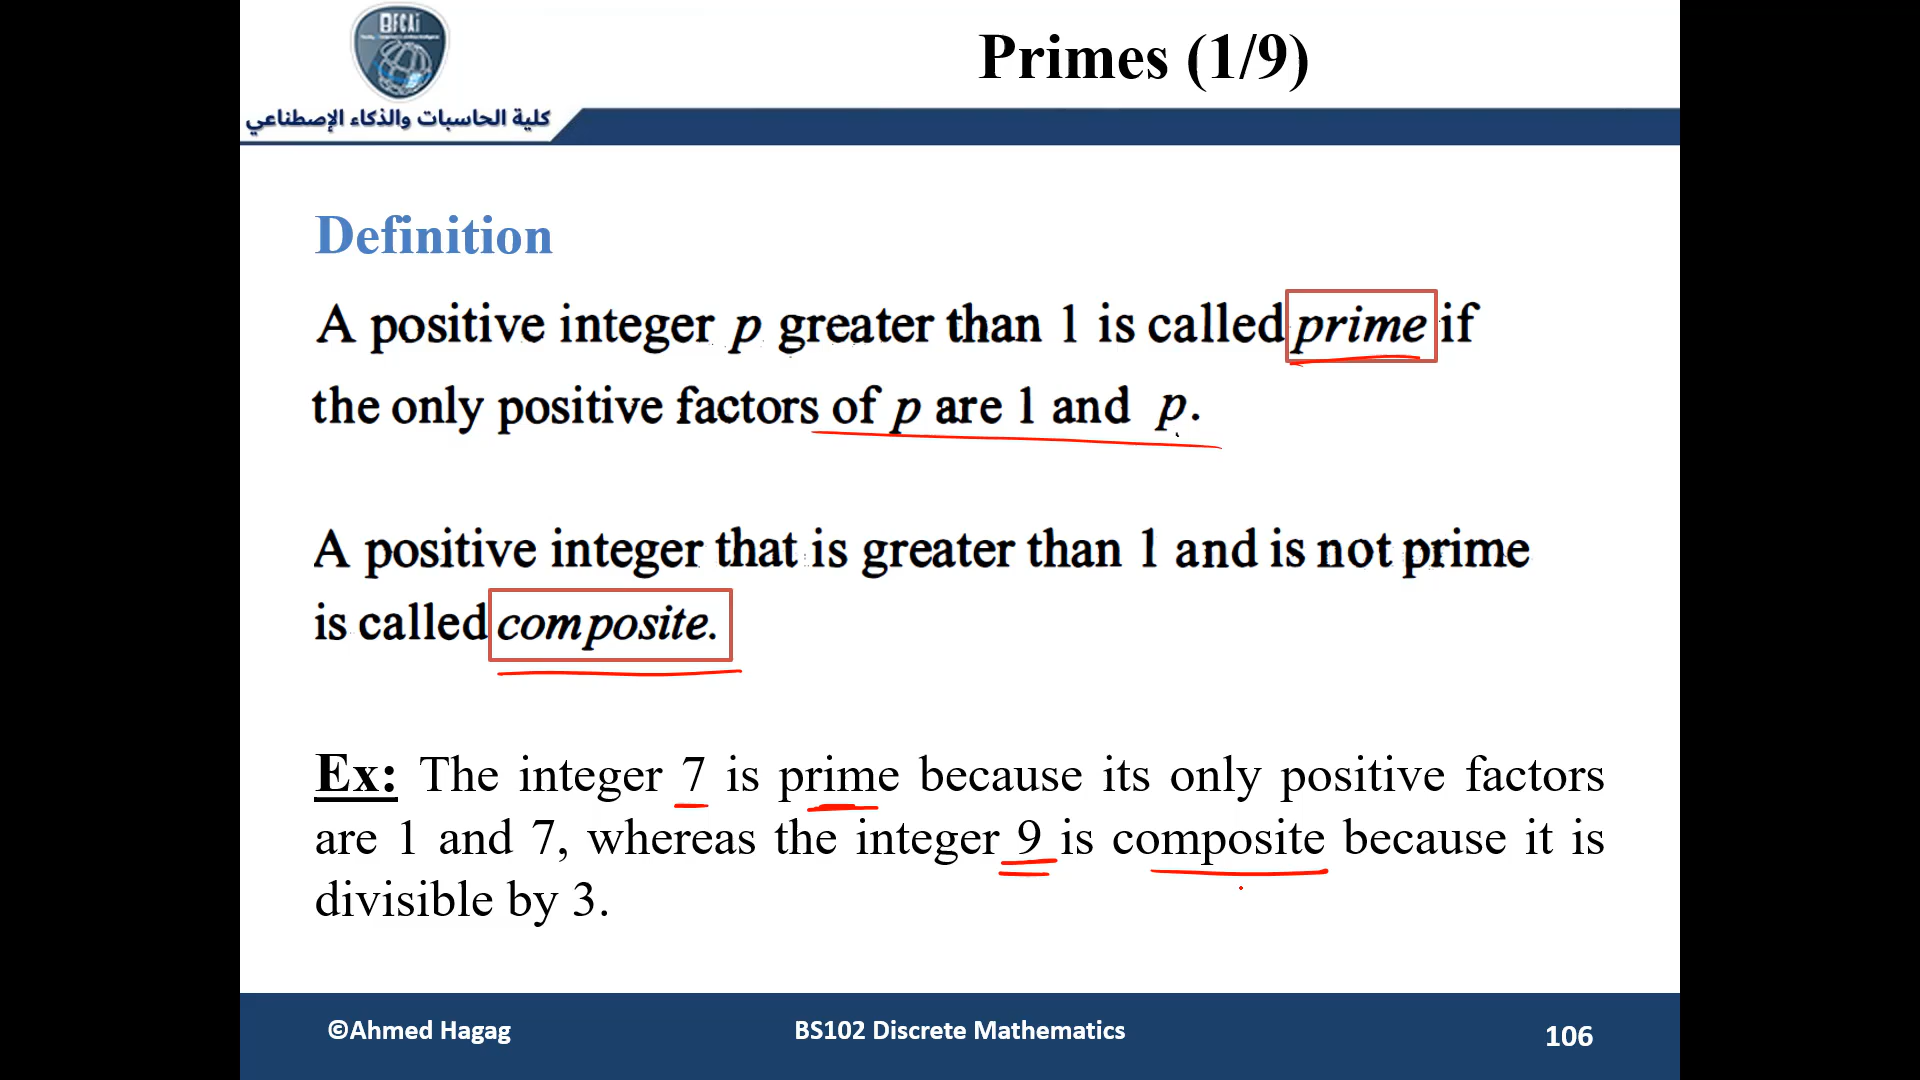 BFCAi
Primes (1/9)
كلية الحاسبات والذكاء الإصطناعي
Definition
A positive integer p greater than 1 is called prime if
the only positive factors of p are 1 and p.
A positive integer that is greater than 1 and is not prime
is called composite.
Ex: The integer 7 is prime because its only positive factors
are 1 and 7, whereas the integer 9 is composite because it is
divisible by 3.
©Ahmed Hagag
BS102 Discrete Mathematics
106